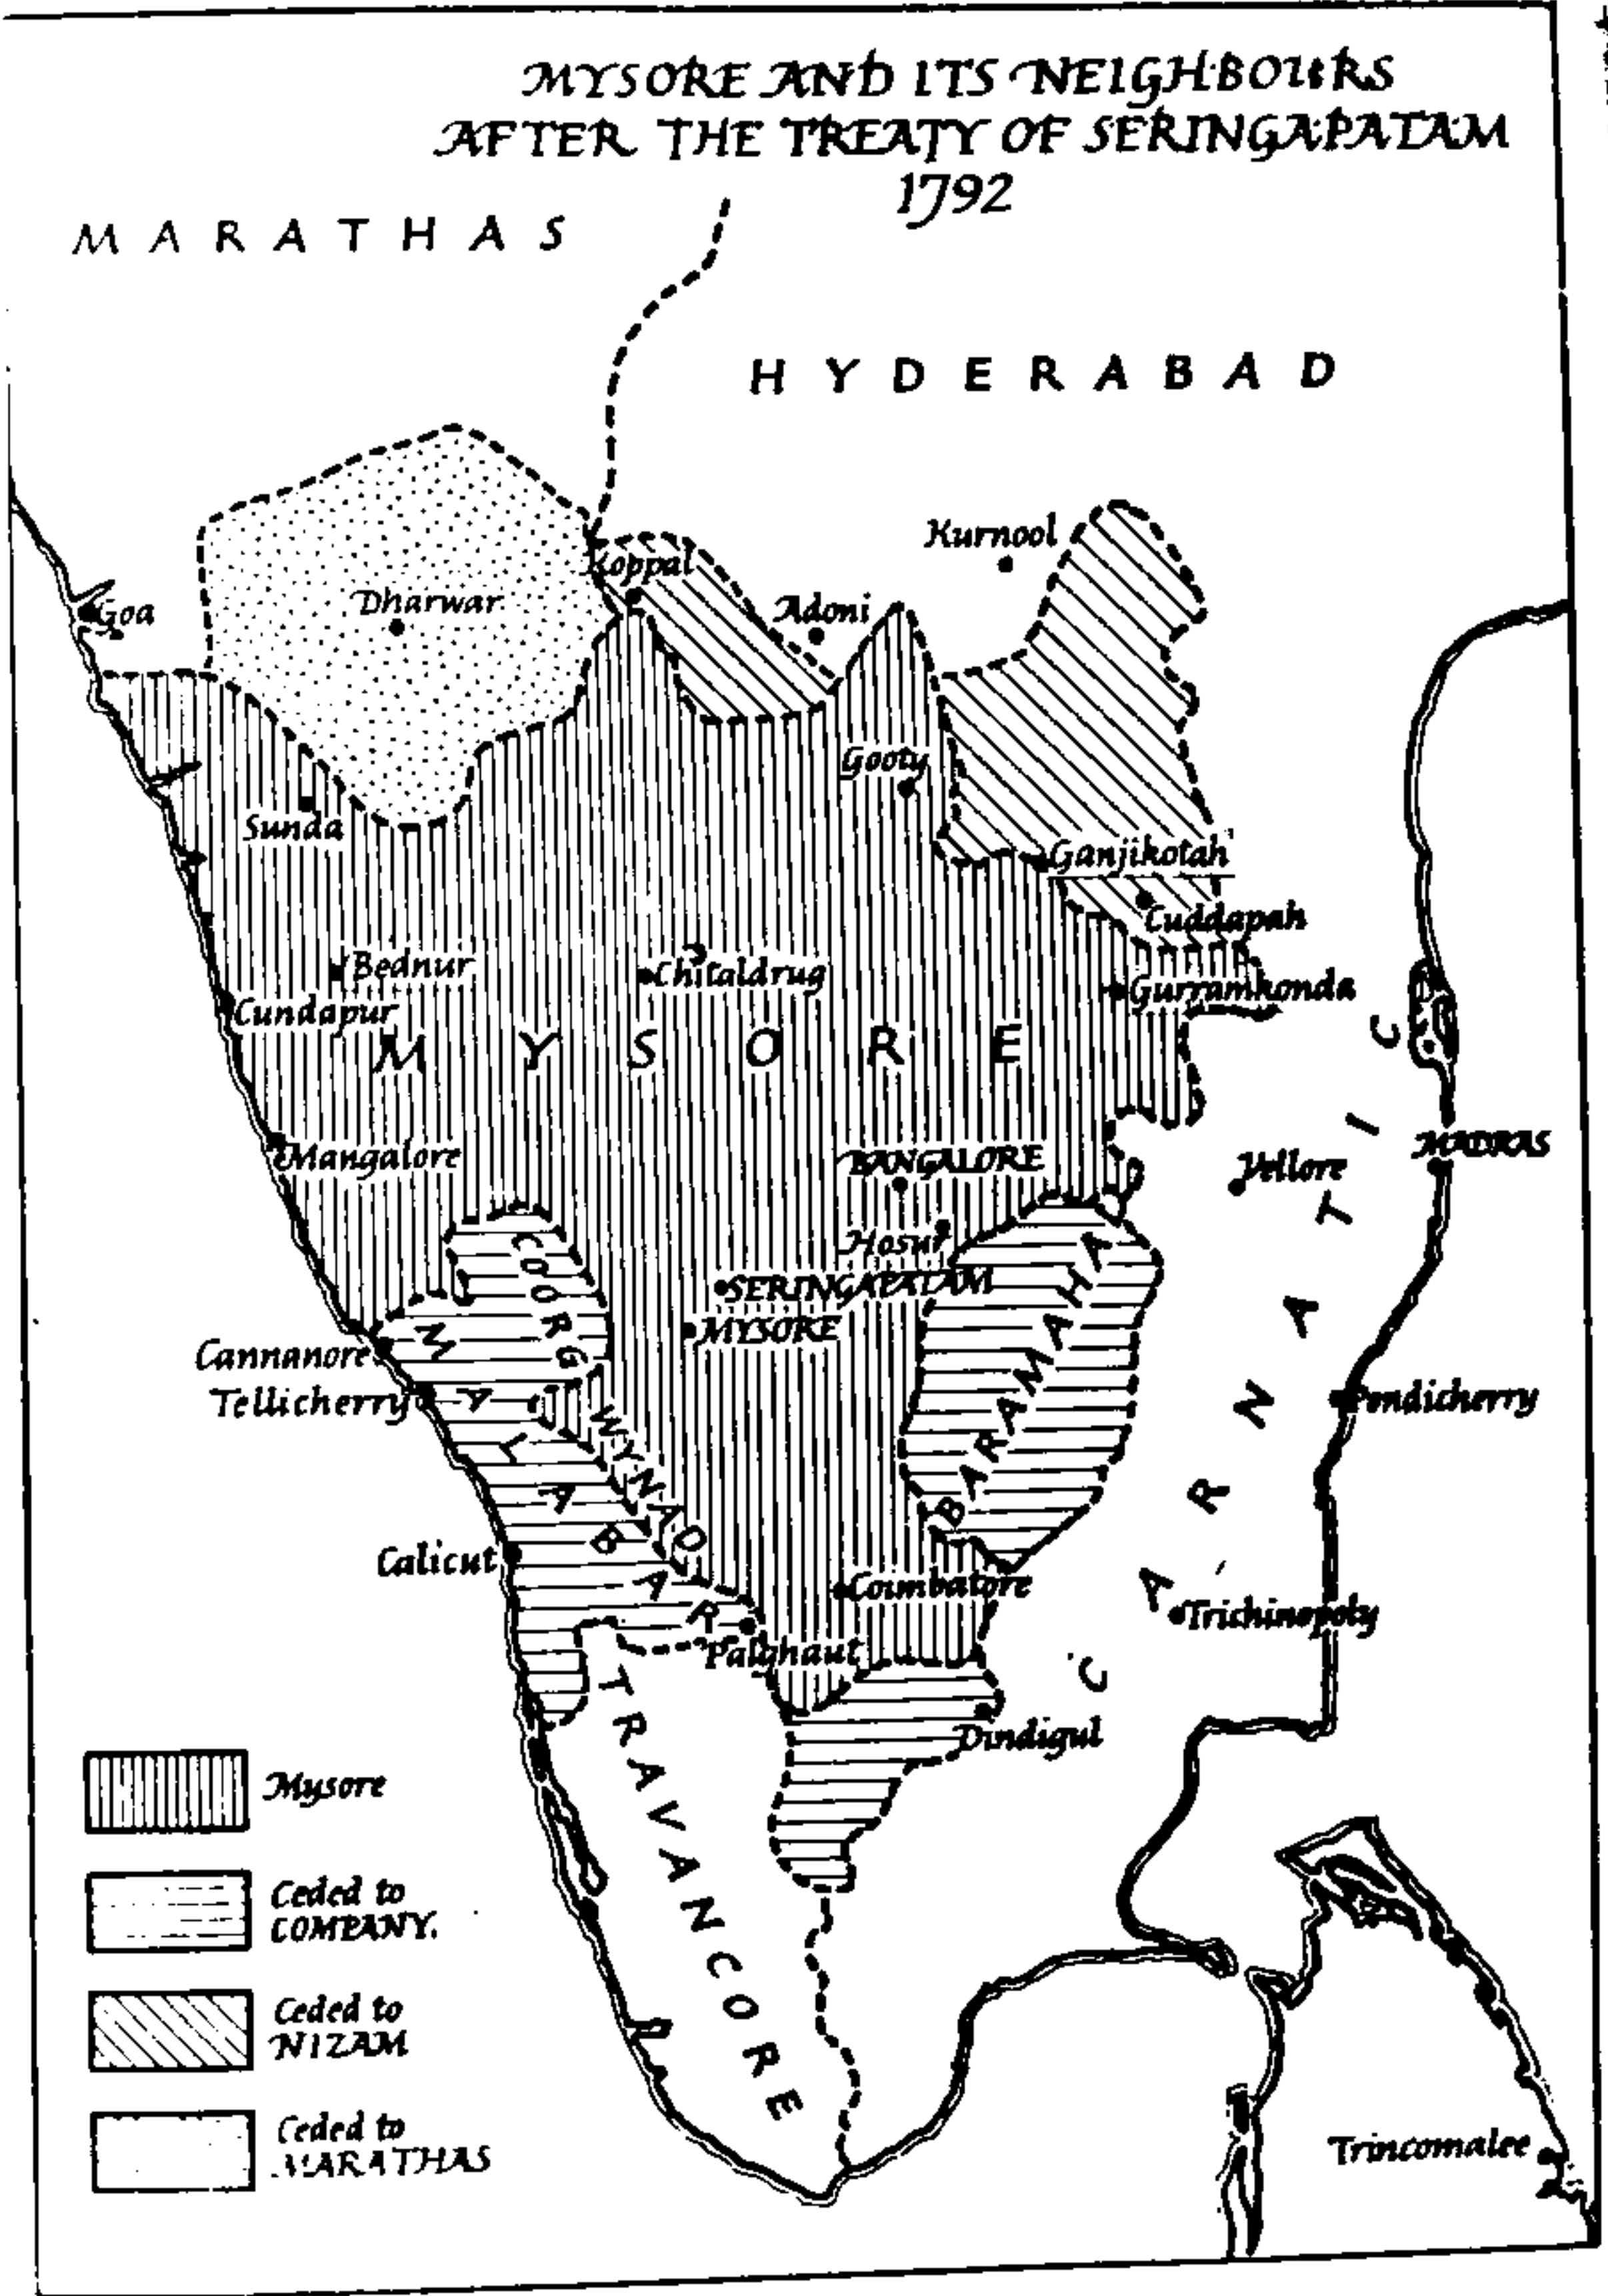 MYSORE AND ITS NEIGHBOURS
AFTER THE TREATY OF SERINGAPATAM
1792
MARATHAS
HYDERABAD
Kurnool
Koppal
Goa
Dharwar
Adoni
Gooty
Sunda
Ganjikotah
Cuddapah
Bednur
Chitaldrug
Gurramkonda
Cundapur
MYSORE
CARNATIC
Mangalore
BANGALORE
Vellore
MADRAS
Hosur
COORG
SERINGAPATAM
BARAMAHAL
MYSORE
Cannanore
MALABAR
Tellicherry
WYNAD
Pondicherry
Calicut
Coimbatore
Trichinopoly
Palghaut
TRAVANCORE
Dindigul
Mysore
Ceded to
COMPANY.
Ceded to
NIZAM
Ceded to
MARATHAS
Trincomalee